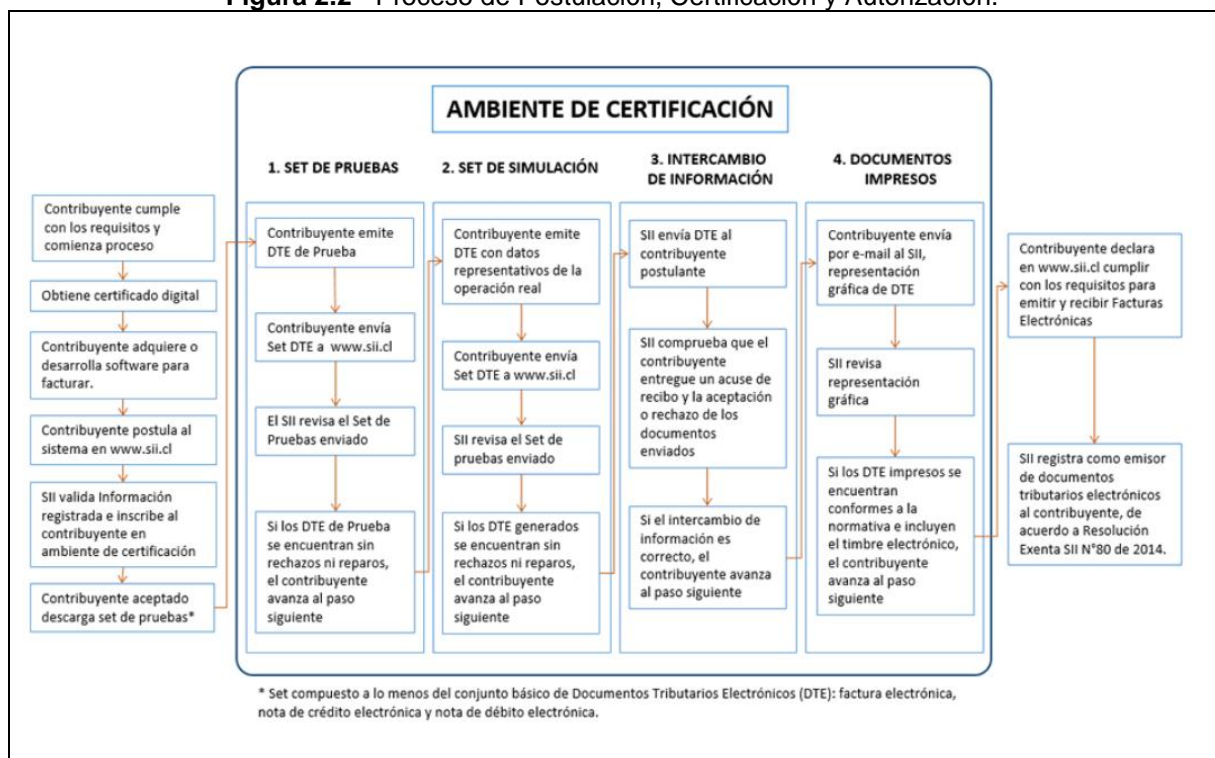 Figura 2.2 - Proceso de Postulación, Certificación y Autorización.
AMBIENTE DE CERTIFICACIÓN
Contribuyente cumple
con los requisitos y
comienza proceso
Obtiene certificado digital
Contribuyente adquiere o
desarrolla software para
facturar.
Contribuyente postula al
sistema en www.sii.cl
SII valida Información
registrada e inscribe al
contribuyente en
ambiente de certificación
Contribuyente aceptado
descarga set de pruebas*
1. SET DE PRUEBAS
Contribuyente emite
DTE de Prueba
Contribuyente envía
Set DTE a www.sii.cl
El SII revisa el Set de
Pruebas enviado
Si los DTE de Prueba
se encuentran sin
rechazos ni reparos,
el contribuyente
avanza al paso
siguiente
2. SET DE SIMULACIÓN
Contribuyente emite
DTE con datos
representativos de la
operación real
Contribuyente envía
Set DTE a www.sii.cl
SII revisa el Set de
pruebas enviado
Si los DTE generados
se encuentran sin
rechazos ni reparos,
el contribuyente
avanza al paso
siguiente
3. INTERCAMBIO
DE INFORMACIÓN
SII envía DTE al
contribuyente
postulante
SII comprueba que el
contribuyente
entregue un acuse de
recibo y la aceptación
o rechazo de los
documentos
enviados
Si el intercambio de
información es
correcto, el
contribuyente avanza
al paso siguiente
4. DOCUMENTOS
IMPRESOS
Contribuyente envía
por e-mail al SII,
representación
gráfica de DTE
SII revisa
representación
gráfica
Si los DTE impresos se
encuentran
conformes a la
normativa e incluyen
el timbre electrónico,
el contribuyente
avanza al paso
siguiente
Contribuyente declara
en www.sii.cl cumplir
con los requisitos para
emitir y recibir Facturas
Electrónicas
SII registra como emisor
de documentos
tributarios electrónicos
al contribuyente, de
acuerdo a Resolución
Exenta SII N°80 de 2014.
* Set compuesto a lo menos del conjunto básico de Documentos Tributarios Electrónicos (DTE): factura electrónica,
nota de crédito electrónica y nota de débito electrónica.